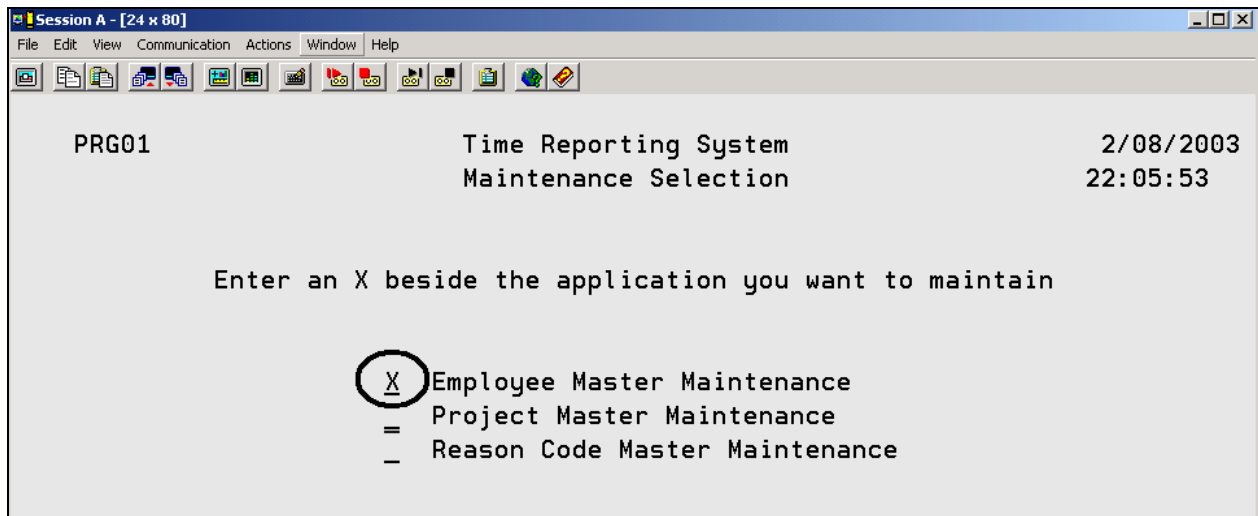 Session A - [24 x 80]
File Edit View Communication Actions Window Help
PRG01 Time Reporting System 2/08/2003
Maintenance Selection 22:05:53
Enter an X beside the application you want to maintain
X Employee Master Maintenance
_ Project Master Maintenance
_ Reason Code Master Maintenance